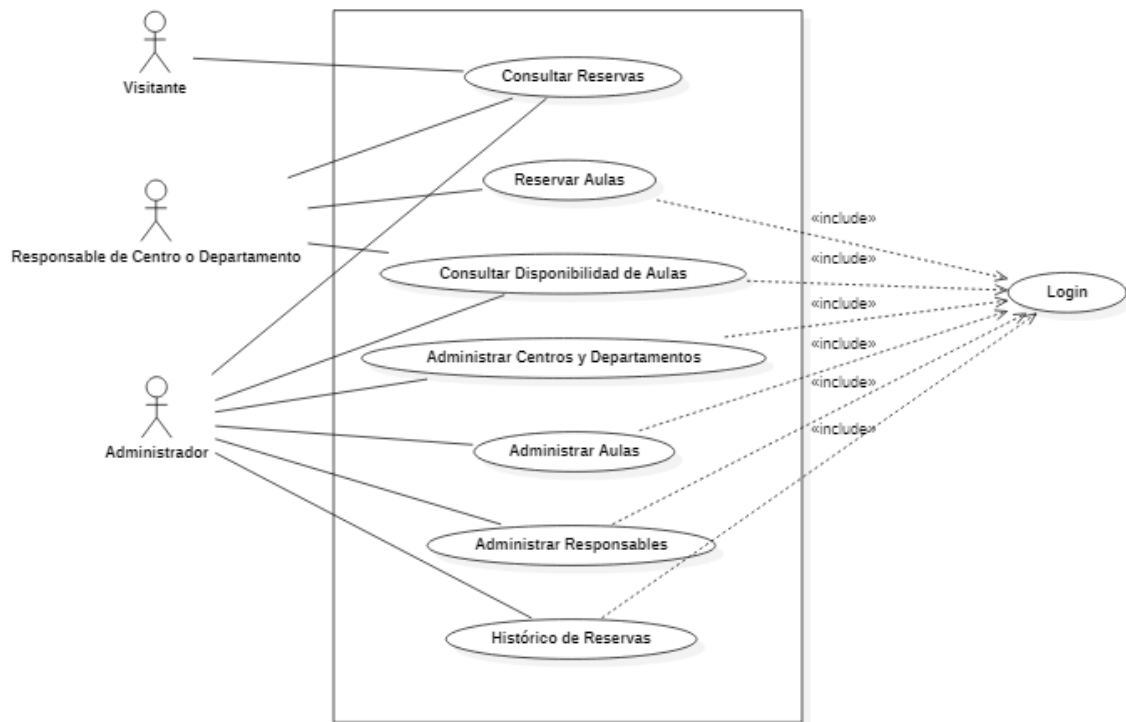 Visitante
Consultar Reservas
Reservar Aulas
«include»
Responsable de Centro o Departamento
«include»
Consultar Disponibilidad de Aulas
Login
«include»
Administrar Centros y Departamentos
«include»
«include»
Administrador
Administrar Aulas
«include»
Administrar Responsables
Histórico de Reservas